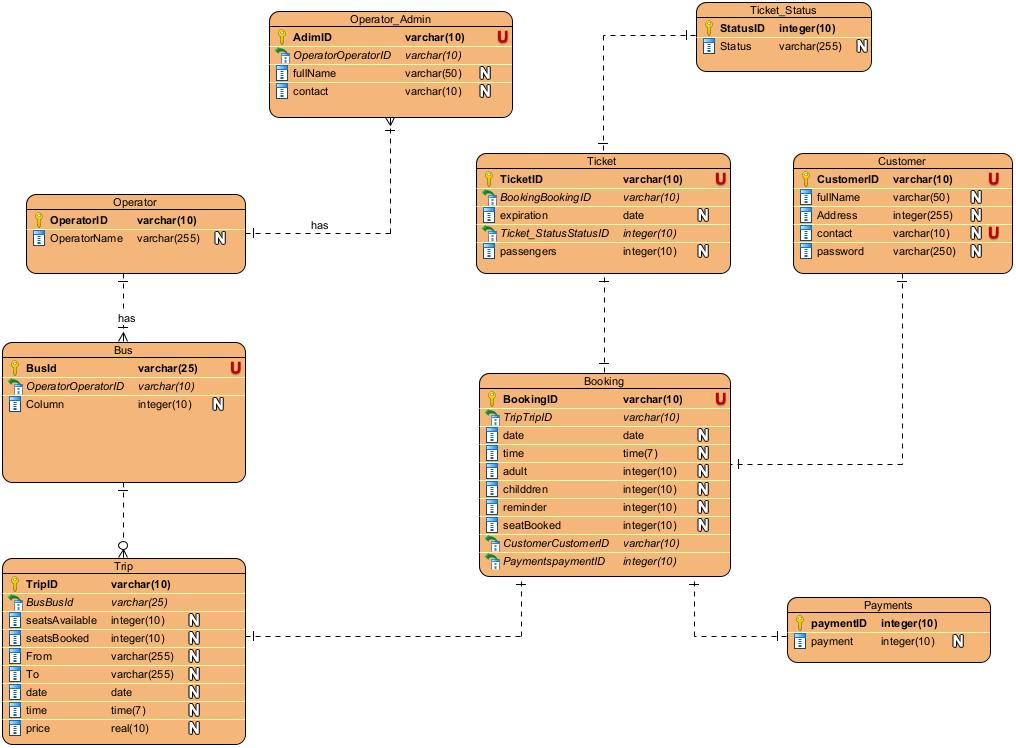 Operator_Admin
AdimID varchar(10) U
OperatorOperatorID varchar(10)
fullName varchar(50) N
contact varchar(10) N
Ticket_Status
StatusID integer(10)
Status varchar(255) N
Ticket
TicketID varchar(10) U
BookingBookingID varchar(10)
expiration date N
Ticket_StatusStatusID integer(10)
passengers integer(10) N
Customer
CustomerID varchar(10) U
fullName varchar(50) N
Address integer(255) N
contact varchar(10) N U
password varchar(250) N
Operator
OperatorID varchar(10)
OperatorName varchar(255) N
has
has
Bus
BusId varchar(25) U
OperatorOperatorID varchar(10)
Column integer(10) N
Booking
BookingID varchar(10) U
TripTripID varchar(10)
date date N
time time(7) N
adult integer(10) N
childdren integer(10) N
reminder integer(10) N
seatBooked integer(10) N
CustomerCustomerID varchar(10)
PaymentspaymentID integer(10)
Trip
TripID varchar(10)
BusBusId varchar(25)
seatsAvailable integer(10) N
seatsBooked integer(10) N
From varchar(255) N
To varchar(255) N
date date N
time time(7) N
price real(10) N
Payments
paymentID integer(10)
payment integer(10) N